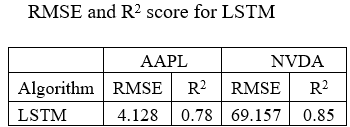 RMSE and R² score for LSTM
AAPL NVDA
Algorithm RMSE R² RMSE R²
LSTM 4.128 0.78 69.157 0.85